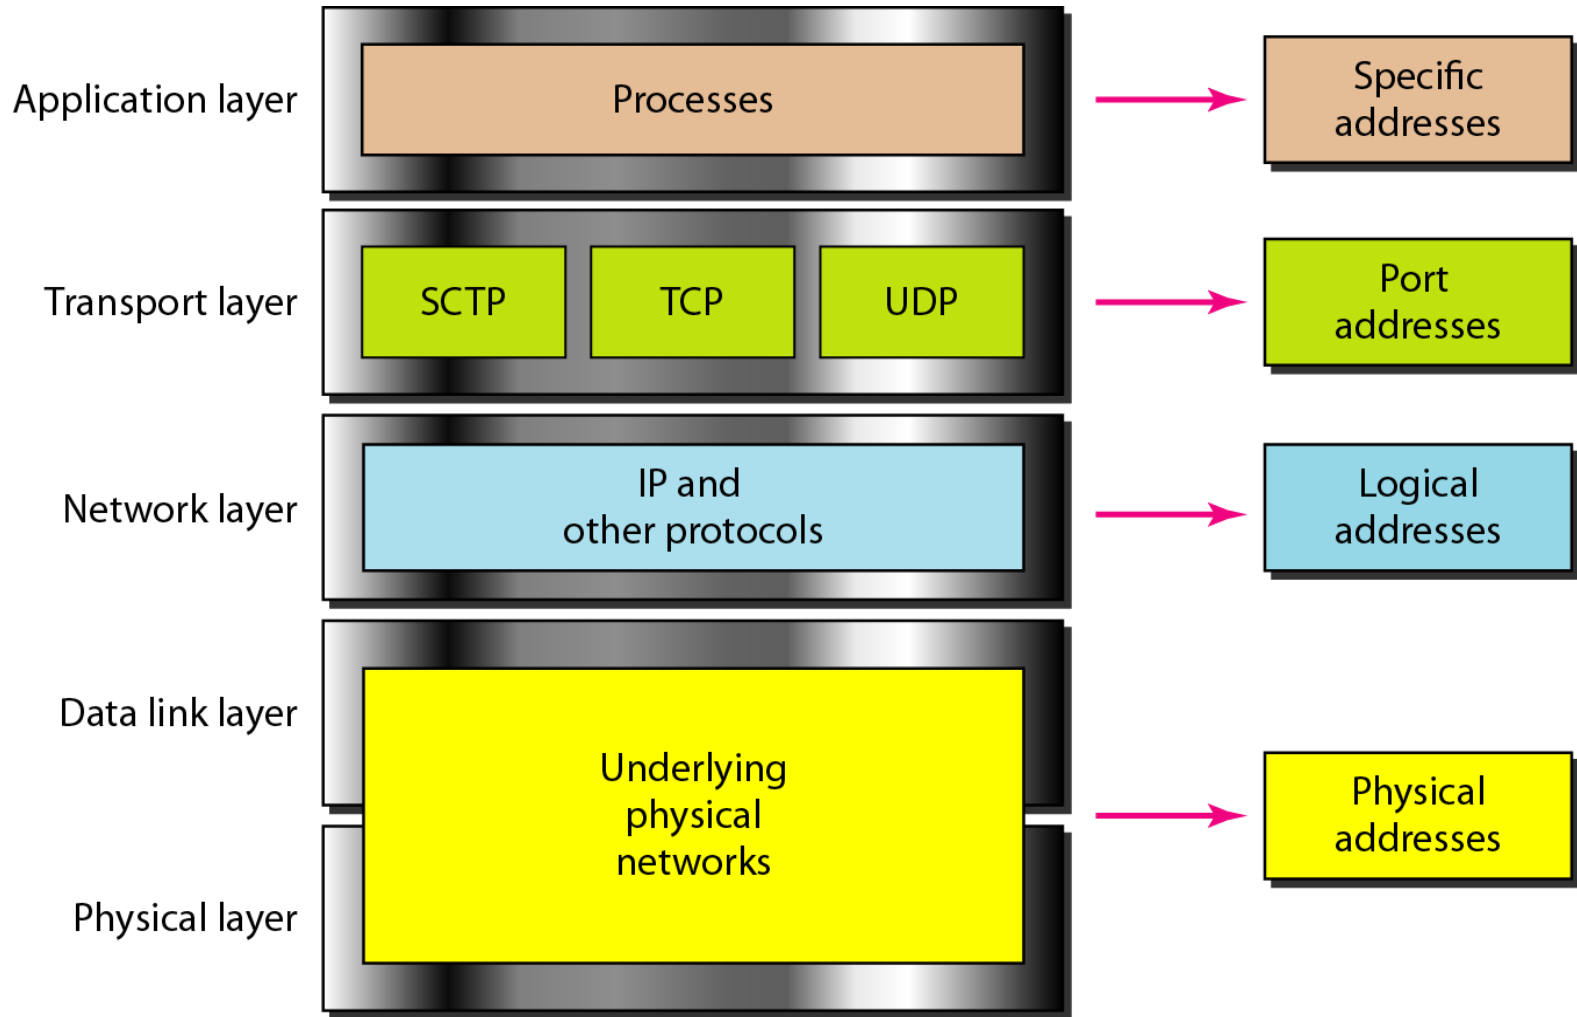 Application layer
Processes
Specific
addresses
Transport layer
SCTP
TCP
UDP
Port
addresses
Network layer
IP and
other protocols
Logical
addresses
Data link layer
Underlying
physical
networks
Physical
addresses
Physical layer